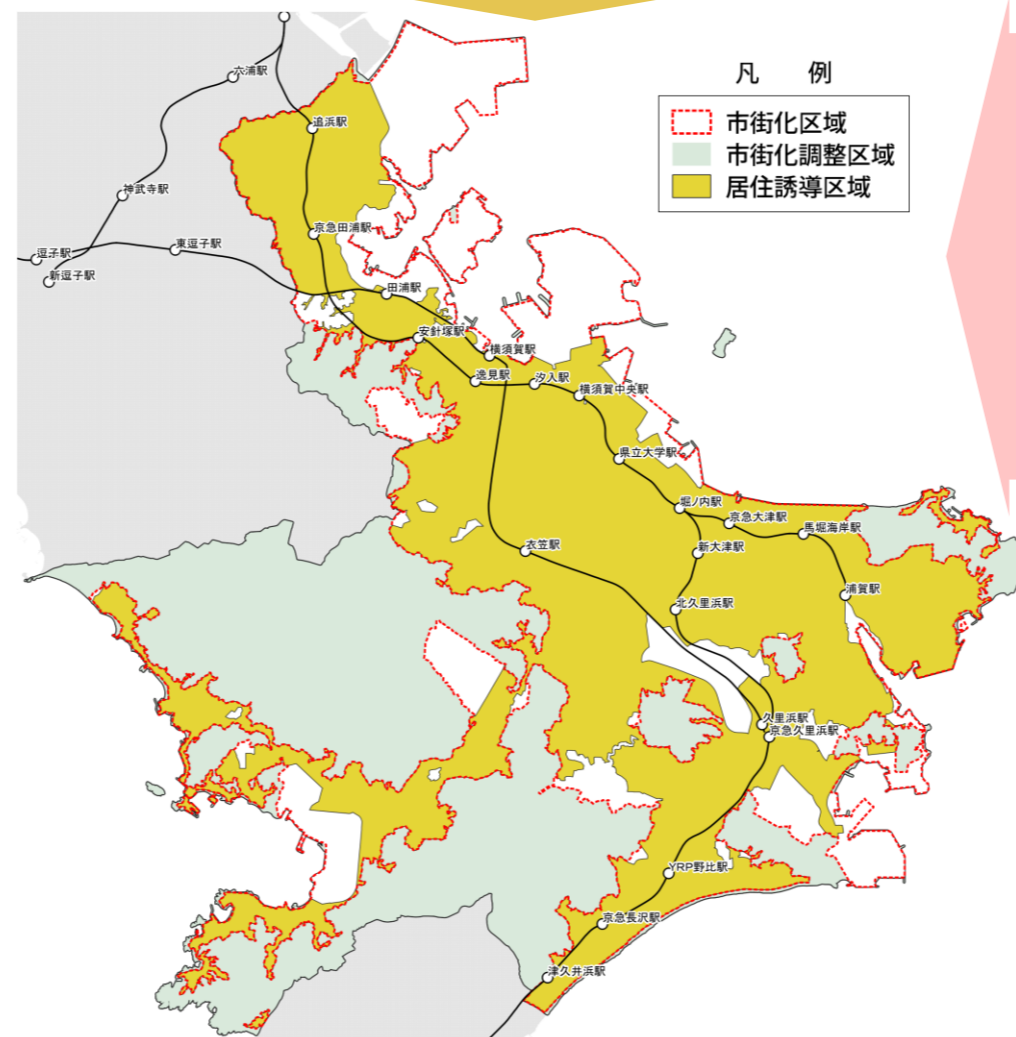 凡　例
市街化区域
市街化調整区域
居住誘導区域
六浦駅
追浜駅
神武寺駅
京急田浦駅
東逗子駅
逗子駅
新逗子駅
田浦駅
安針塚駅
横須賀駅
逸見駅
汐入駅
横須賀中央駅
県立大学駅
堀ノ内駅
京急大津駅
馬堀海岸駅
新大津駅
衣笠駅
浦賀駅
北久里浜駅
久里浜駅
京急久里浜駅
YRP野比駅
京急長沢駅
津久井浜駅